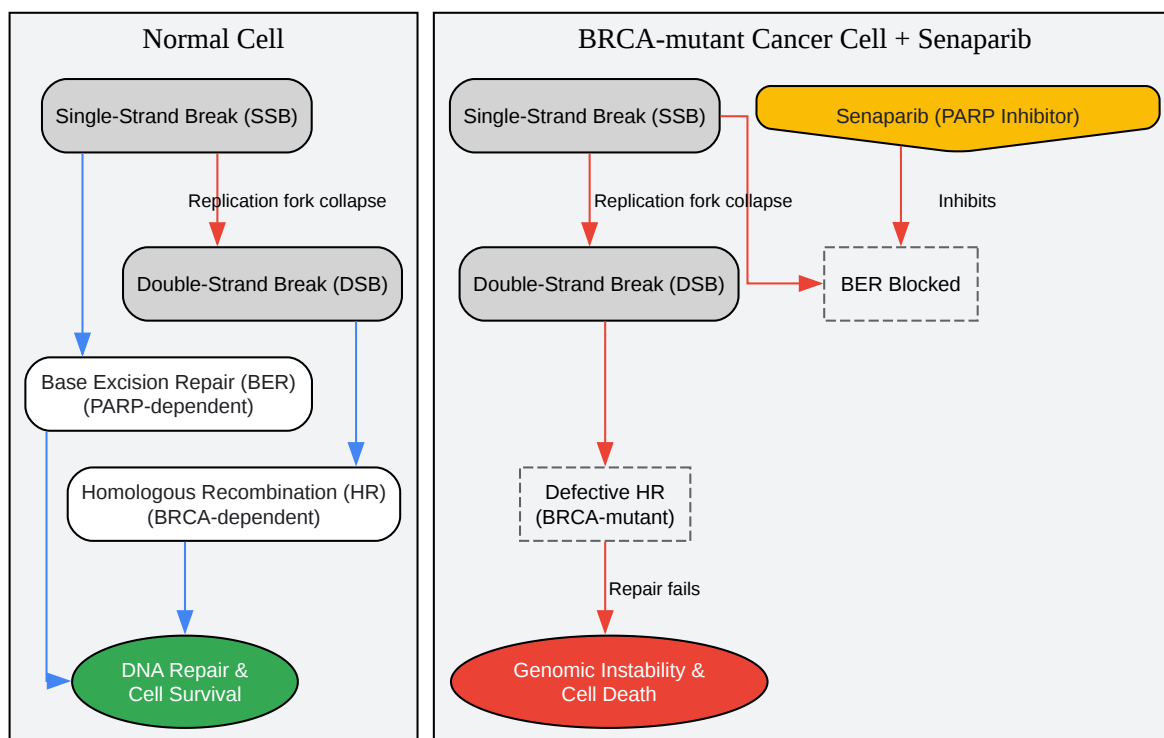 Normal Cell
Single-Strand Break (SSB)
Replication fork collapse
Double-Strand Break (DSB)
Base Excision Repair (BER)
(PARP-dependent)
Homologous Recombination (HR)
(BRCA-dependent)
DNA Repair &
Cell Survival
BRCA-mutant Cancer Cell + Senaparib
Single-Strand Break (SSB)
Senaparib (PARP Inhibitor)
Replication fork collapse
Inhibits
Double-Strand Break (DSB)
BER Blocked
Defective HR
(BRCA-mutant)
Repair fails
Genomic Instability &
Cell Death